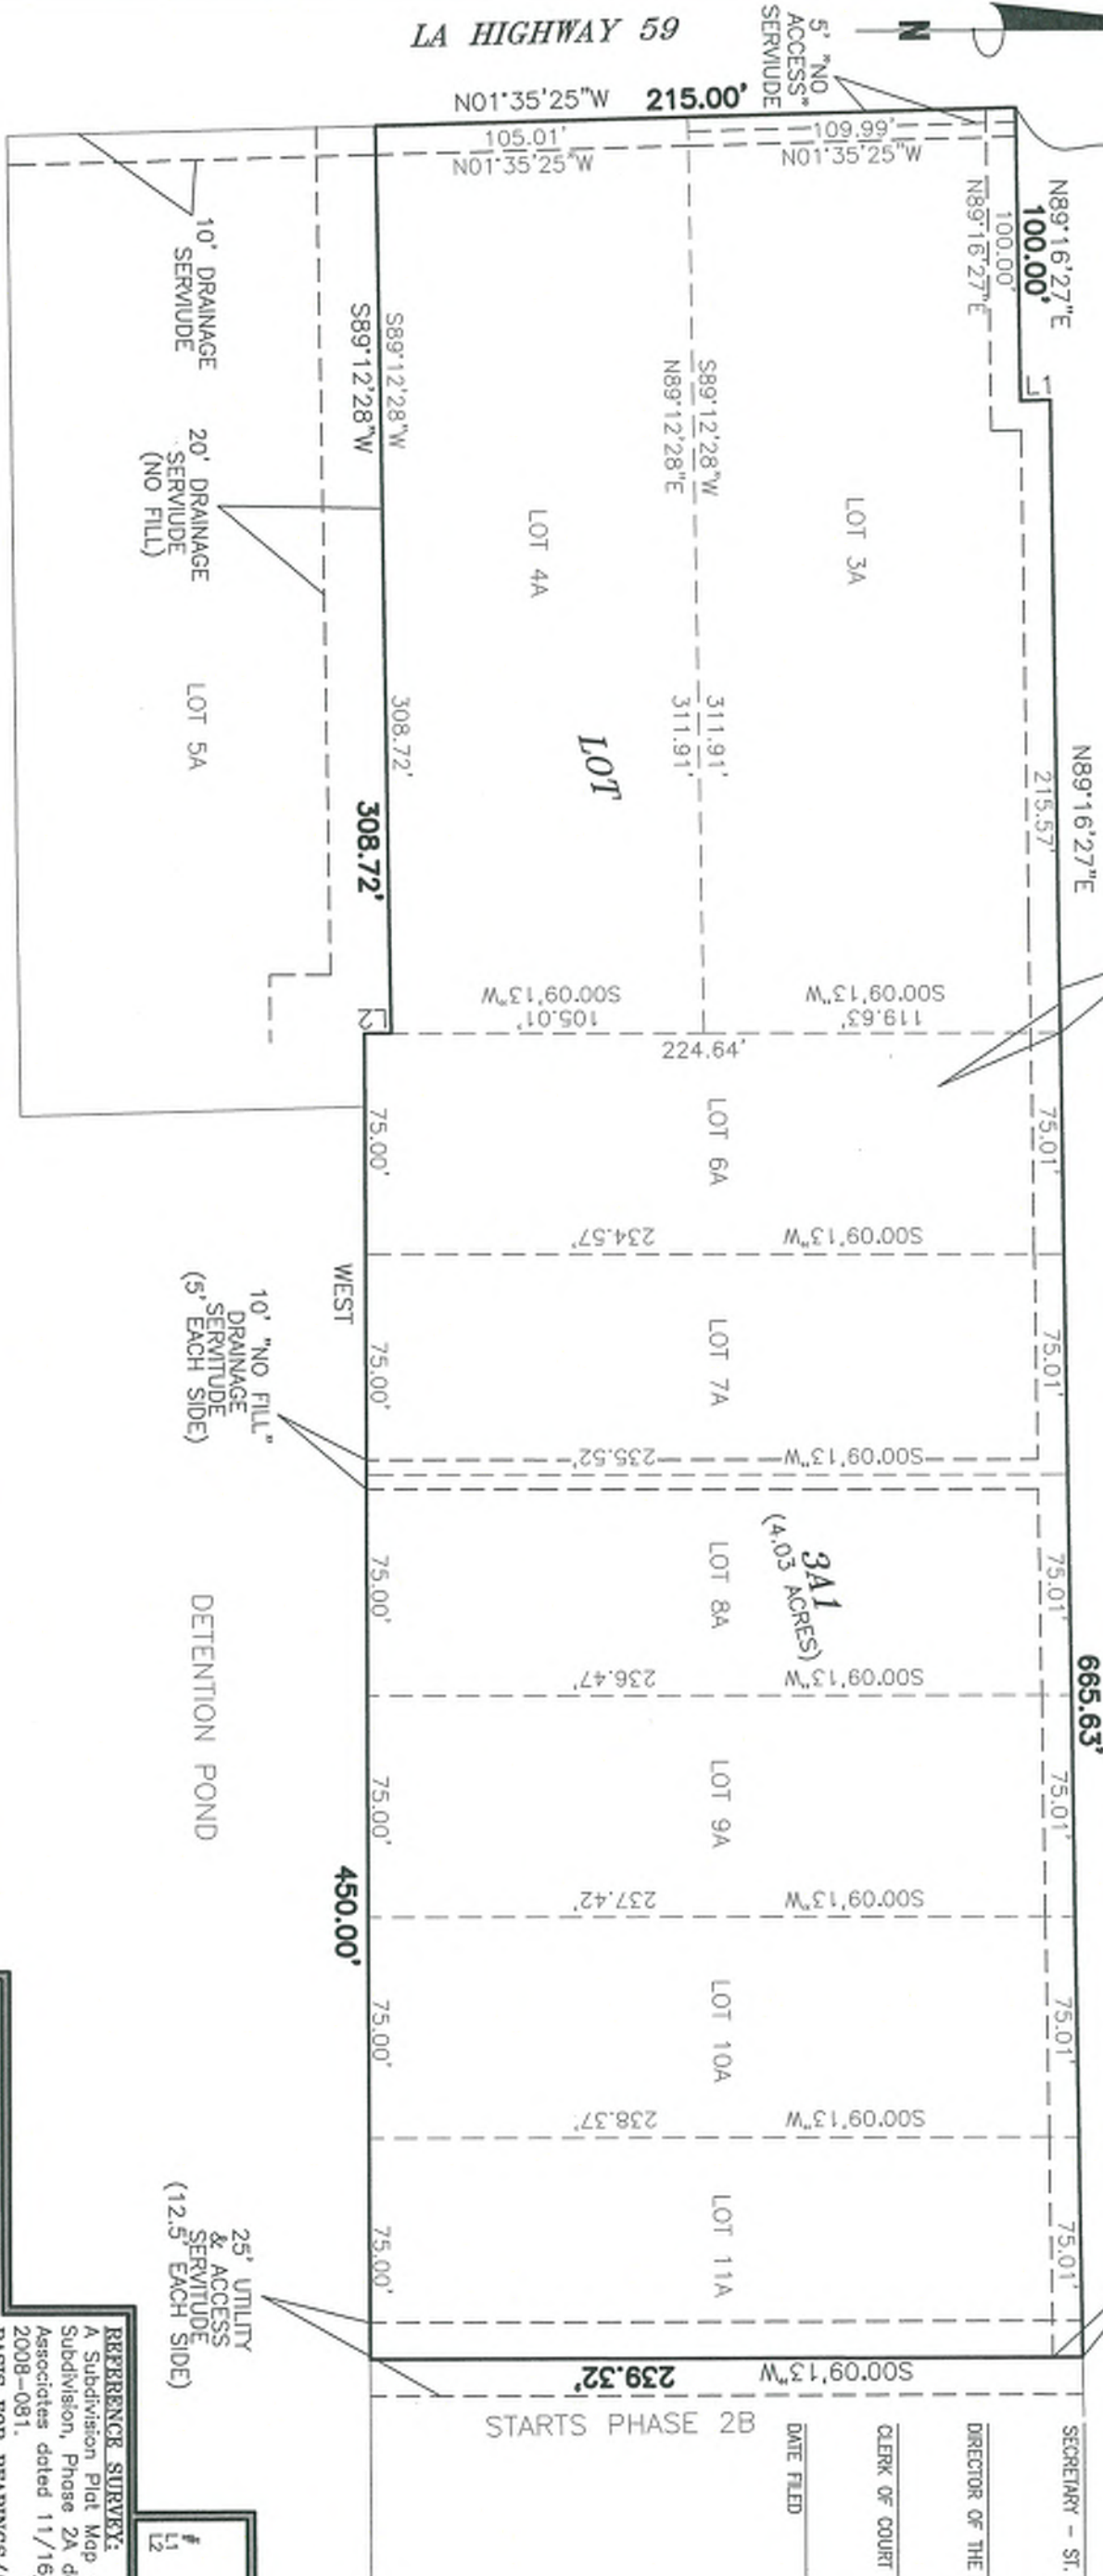 LA HIGHWAY 59
N
5' "NO
ACCESS"
SERVIUDE
N01°35'25"W 215.00'
105.01'
N01°35'25"W
109.99'
N01°35'25"W
N89°16'27"E
100.00'
100.00'
N89°16'27"E
L1
N89°16'27"E
215.57'
665.63'
S89°12'28"W
N89°12'28"E
311.91'
311.91'
LOT 3A
LOT 4A
LOT
S89°12'28"W
S89°12'28"W
308.72'
308.72'
L2
10' DRAINAGE
SERVIUDE
20' DRAINAGE
SERVIUDE
(NO FILL)
LOT 5A
S00°09'13"W
105.01'
S00°09'13"W
119.63'
224.64'
75.01'
LOT 6A
75.00'
S00°09'13"W
234.57'
75.01'
LOT 7A
75.00'
WEST
10' "NO FILL"
DRAINAGE
SERVITUDE
(5' EACH SIDE)
S00°09'13"W
235.52'
3A1
(4.03 ACRES)
75.01'
LOT 8A
75.00'
S00°09'13"W
236.47'
75.01'
LOT 9A
75.00'
DETENTION POND
450.00'
S00°09'13"W
237.42'
75.01'
LOT 10A
75.00'
S00°09'13"W
238.37'
75.01'
LOT 11A
75.00'
25' UTILITY
& ACCESS
SERVITUDE
(12.5' EACH SIDE)
S00°09'13"W
239.32'
STARTS PHASE 2B
SECRETARY - ST.
DIRECTOR OF THE
CLERK OF COURT
DATE FILED
#
L1
L2
REFERENCE SURVEY:
A Subdivision Plat Map
Subdivision, Phase 2A d
Associates dated 11/16
2008-081.